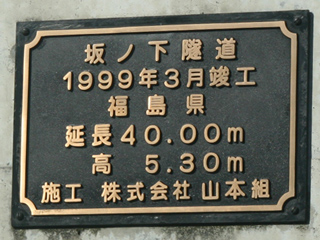 坂ノ下隧道
1999年3月竣工
福島県
延長40.00m
高 5.30m
施工 株式会社山本組